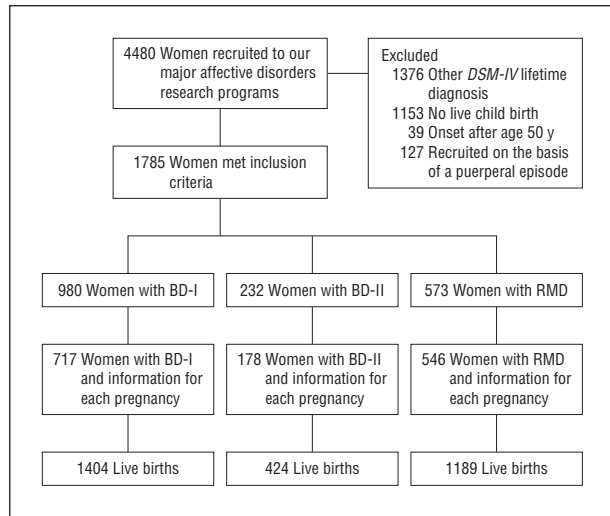 4480 Women recruited to our
major affective disorders
research programs
Excluded
1376 Other DSM-IV lifetime
diagnosis
1153 No live child birth
39 Onset after age 50 y
127 Recruited on the basis
of a puerperal episode
1785 Women met inclusion
criteria
980 Women with BD-I
232 Women with BD-II
573 Women with RMD
717 Women with BD-I
and information for
each pregnancy
178 Women with BD-II
and information for
each pregnancy
546 Women with RMD
and information for
each pregnancy
1404 Live births
424 Live births
1189 Live births